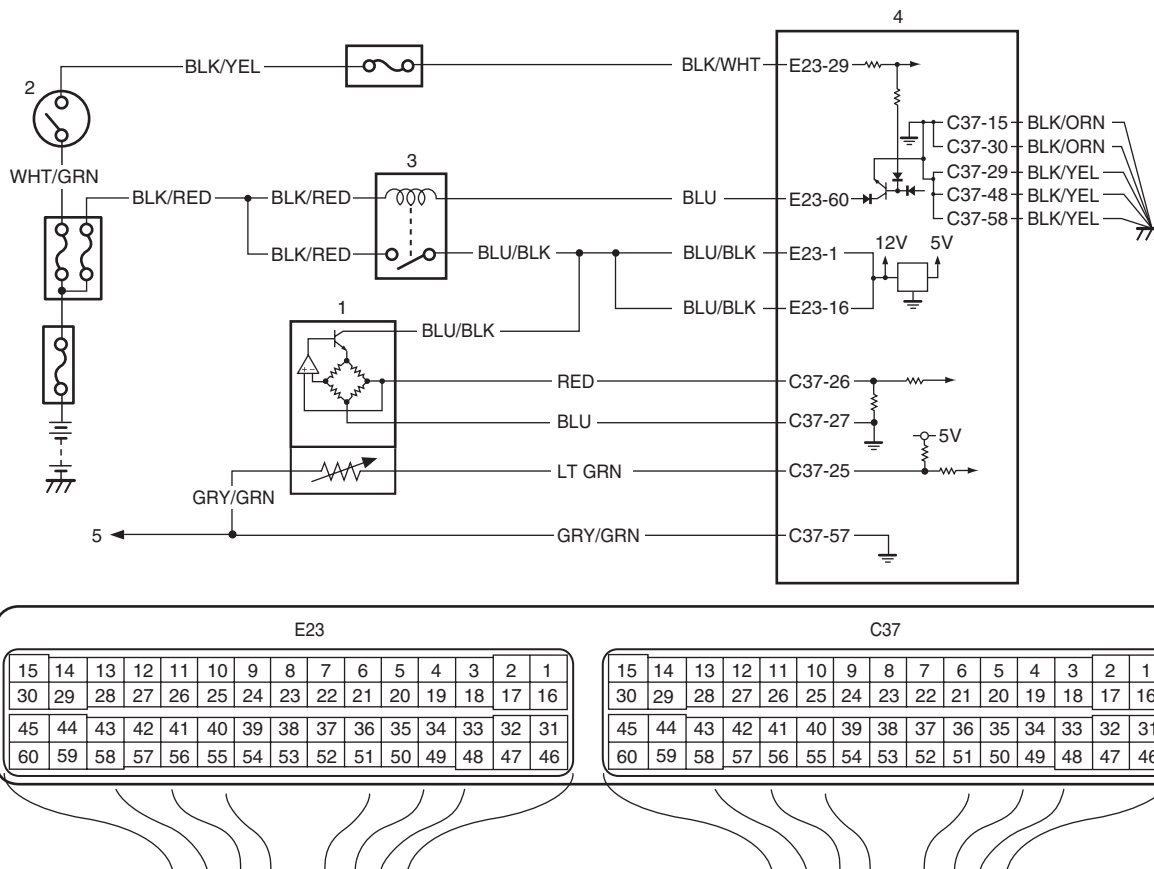 4
BLK/YEL
BLK/WHT
E23-29
2
C37-15
BLK/ORN
C37-30
BLK/ORN
3
WHT/GRN
C37-29
BLK/YEL
BLK/RED
BLK/RED
BLU
E23-60
C37-48
BLK/YEL
C37-58
BLK/YEL
12V
5V
BLK/RED
BLU/BLK
BLU/BLK
E23-1
1
BLU/BLK
E23-16
BLU/BLK
+ -
RED
C37-26
BLU
C37-27
5V
LT GRN
C37-25
GRY/GRN
5
GRY/GRN
C37-57
E23
15 14 13 12 11 10 9 8 7 6 5 4 3 2 1
30 29 28 27 26 25 24 23 22 21 20 19 18 17 16
45 44 43 42 41 40 39 38 37 36 35 34 33 32 31
60 59 58 57 56 55 54 53 52 51 50 49 48 47 46
C37
15 14 13 12 11 10 9 8 7 6 5 4 3 2 1
30 29 28 27 26 25 24 23 22 21 20 19 18 17 16
45 44 43 42 41 40 39 38 37 36 35 34 33 32 31
60 59 58 57 56 55 54 53 52 51 50 49 48 47 46